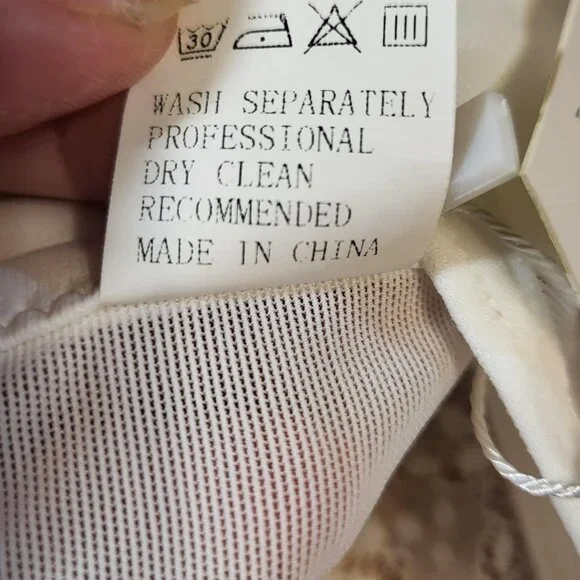 30
WASH SEPARATELY
PROFESSIONAL
DRY CLEAN
RECOMMENDED
MADE IN CHINA